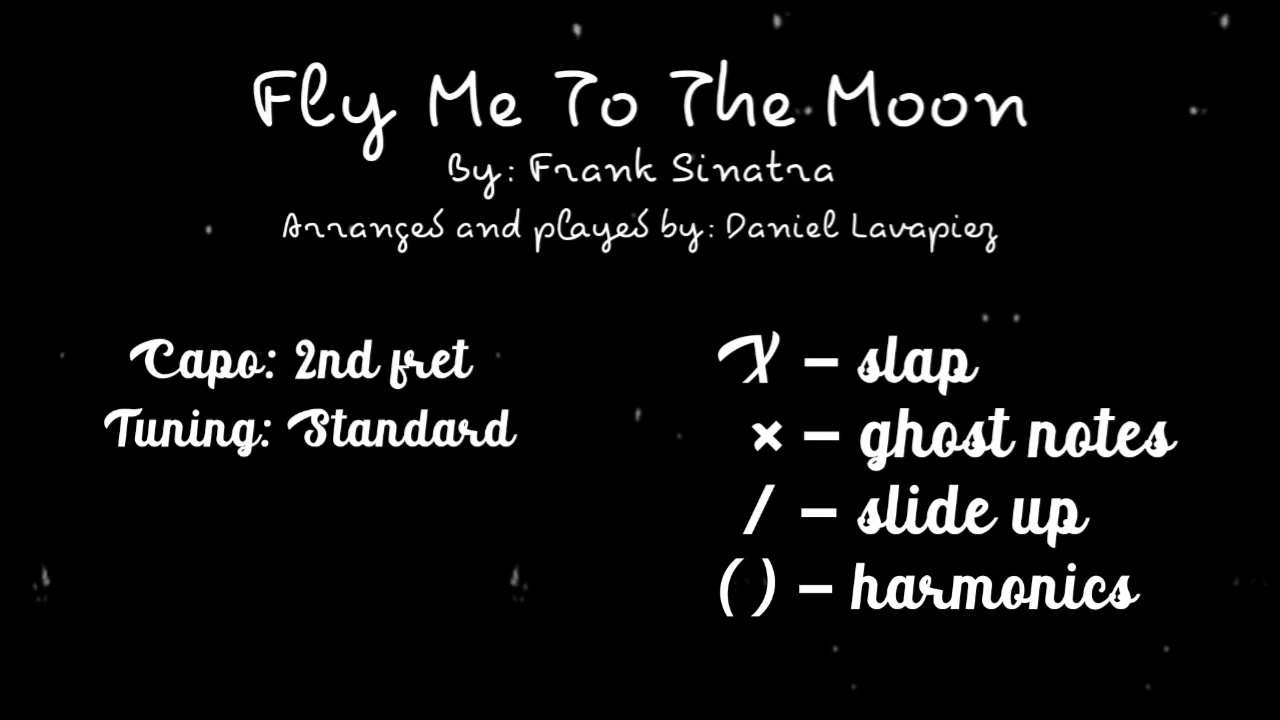 Fly Me To The Moon
By: Frank Sinatra
Arranged and played by: Daniel Lavapiez
Capo: 2nd fret
Tuning: Standard
X – slap
× – ghost notes
/ – slide up
( ) – harmonics